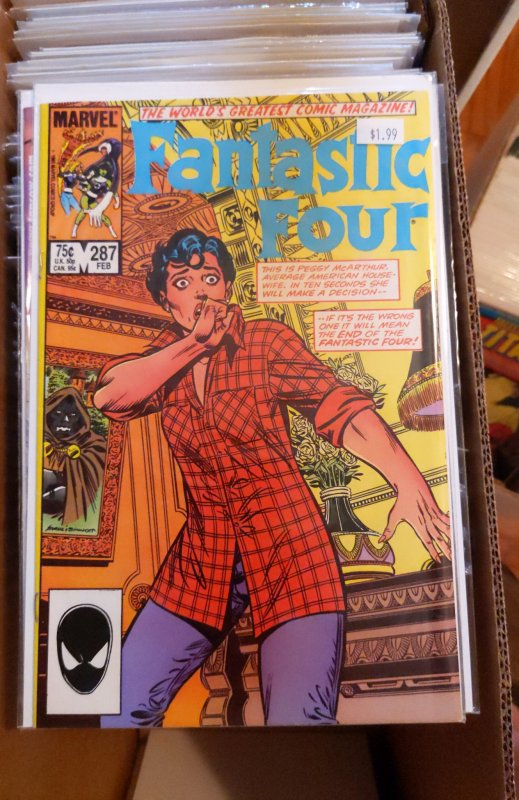 THE WORLD'S GREATEST COMIC MAGAZINE!
MARVEL
$1.99
Fantastic
Four
75¢
U.K. 50p
CAN. 95¢
287
FEB
THIS IS PEGGY McARTHUR,
AVERAGE AMERICAN HOUSE-
WIFE. IN TEN SECONDS SHE
WILL MAKE A DECISION--
--IF IT'S THE WRONG
ONE IT WILL MEAN
THE END OF THE
FANTASTIC FOUR!